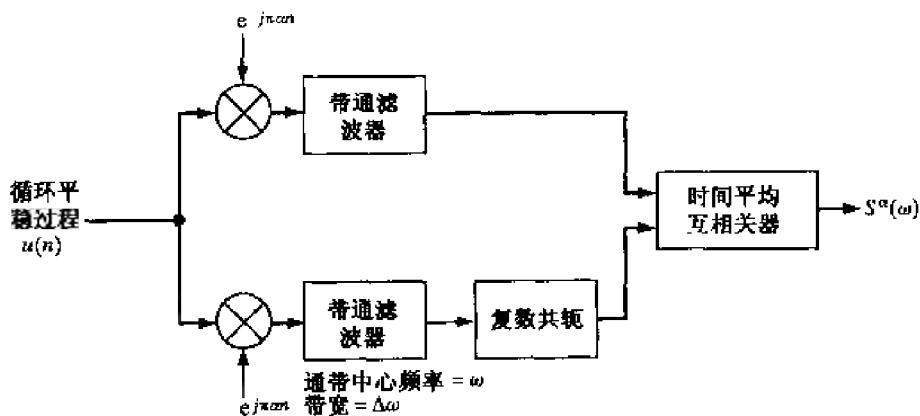 e jπαn
带通滤
波器
循环平
稳过程
u(n)
时间平均
互相关器
S^α(ω)
带通滤
波器
复数共轭
通带中心频率 = ω
带宽 = Δω
e jπαn